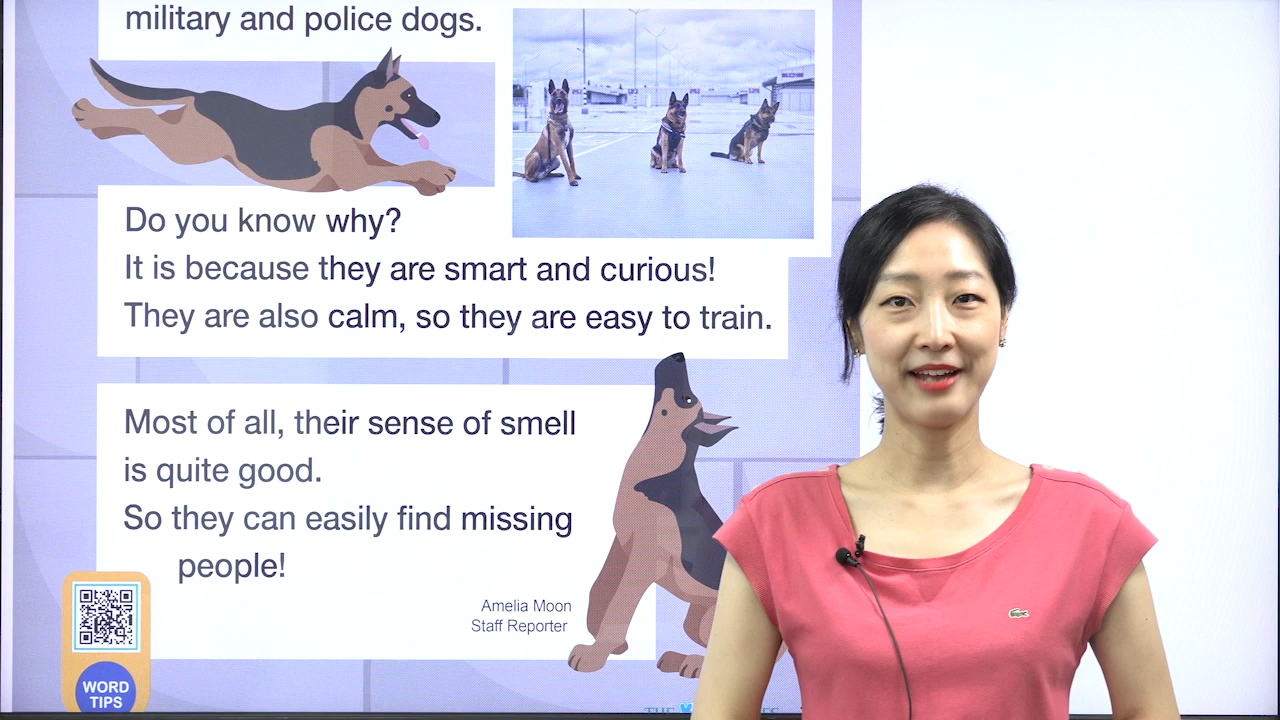 military and police dogs.
Do you know why?
It is because they are smart and curious!
They are also calm, so they are easy to train.
Most of all, their sense of smell
is quite good.
So they can easily find missing
people!
Amelia Moon
Staff Reporter
WORD
TIPS
THE